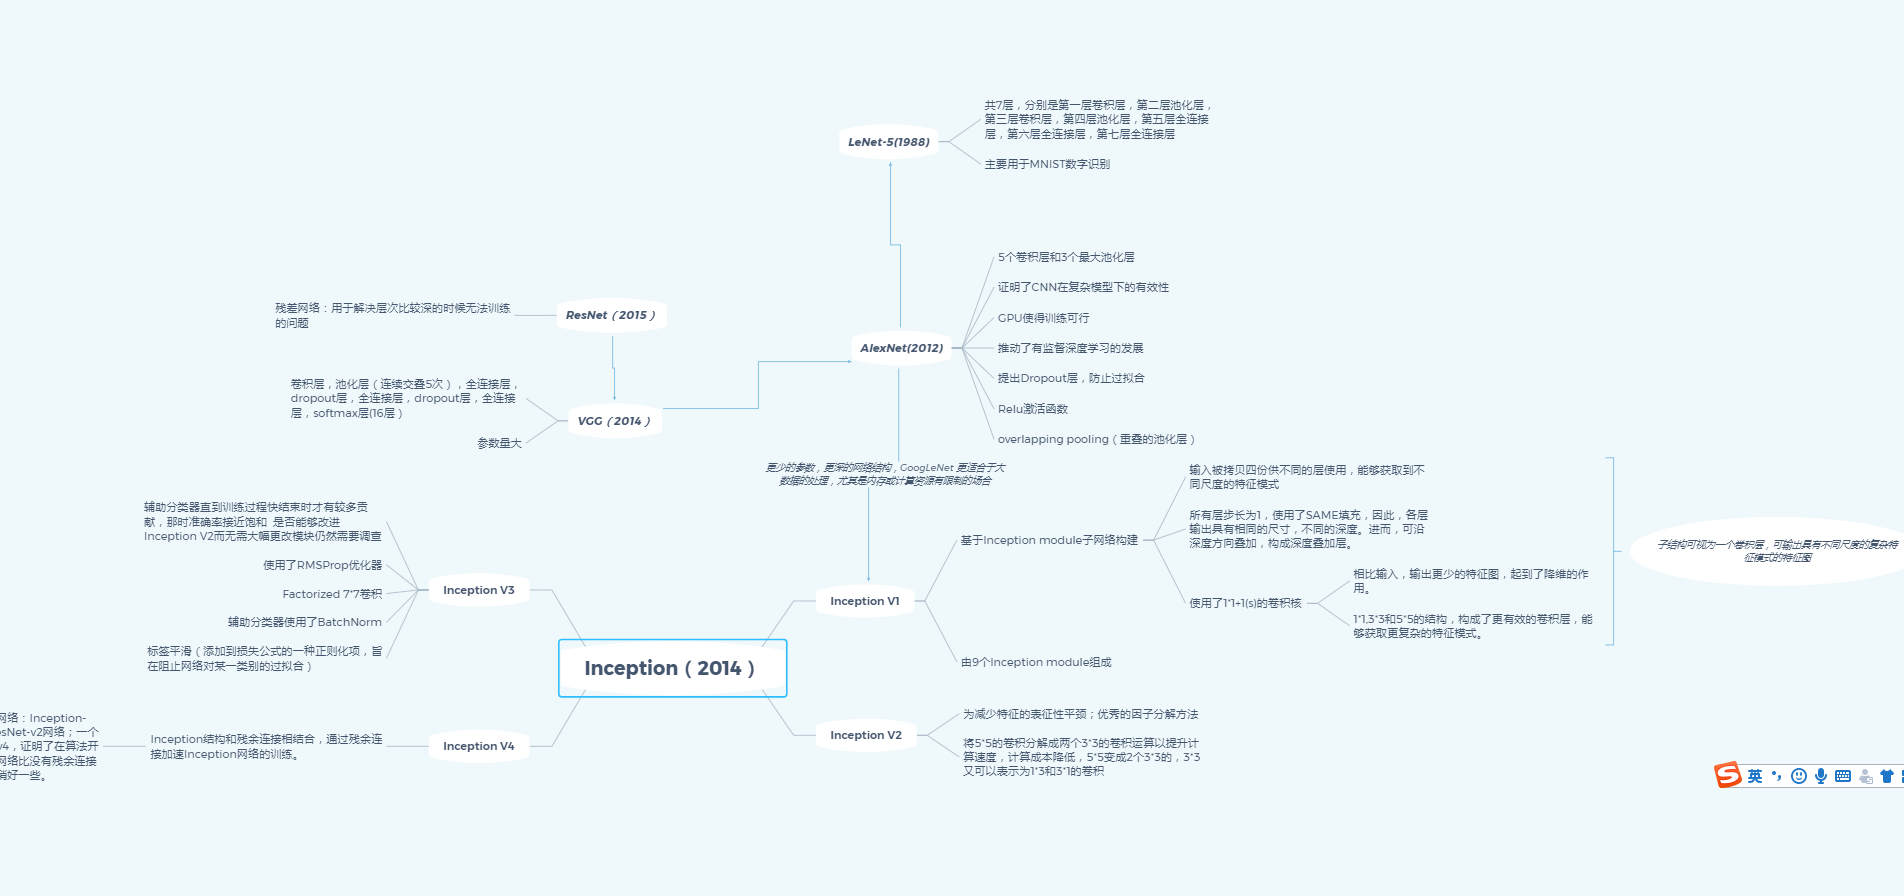 LeNet-5(1988)
共7层，分别是第一层卷积层，第二层池化层，
第三层卷积层，第四层池化层，第五层全连接
层，第六层全连接层，第七层全连接层
主要用于MNIST数字识别
AlexNet(2012)
5个卷积层和3个最大池化层
证明了CNN在复杂模型下的有效性
GPU使得训练可行
推动了有监督深度学习的发展
提出Dropout层，防止过拟合
Relu激活函数
overlapping pooling（重叠的池化层）
ResNet（2015）
残差网络：用于解决层次比较深的时候无法训练
的问题
VGG（2014）
卷积层，池化层（连续交叠5次），全连接层，
dropout层，全连接层，dropout层，全连接
层，softmax层(16层）
参数量大
更少的参数，更深的网络结构，GoogLeNet 更适合于大
数据的处理，尤其是内存或计算资源有限制的场合
Inception（2014）
Inception V1
基于Inception module子网络构建
输入被拷贝四份供不同的层使用，能够获取到不
同尺度的特征模式
所有层步长为1，使用了SAME填充，因此，各层
输出具有相同的尺寸，不同的深度。进而，可沿
深度方向叠加，构成深度叠加层。
使用了1*1+1(s)的卷积核
相比输入，输出更少的特征图，起到了降维的作
用。
1*1,3*3和5*5的结构，构成了更有效的卷积层，能
够获取更复杂的特征模式。
子结构可视为一个卷积层，可输出具有不同尺度的复杂特
征模式的特征图
由9个Inception module组成
Inception V2
为减少特征的表征性平颈；优秀的因子分解方法
将5*5的卷积分解成两个3*3的卷积运算以提升计
算速度，计算成本降低，5*5变成2个3*3的，3*3
又可以表示为1*3和3*1的卷积
Inception V3
辅助分类器直到训练过程快结束时才有较多贡
献，那时准确率接近饱和 是否能够改进
Inception V2而无需大幅更改模块仍然需要调查
使用了RMSProp优化器
Factorized 7*7卷积
辅助分类器使用了BatchNorm
标签平滑（添加到损失公式的一种正则化项，旨
在阻止网络对某一类别的过拟合）
Inception V4
Inception结构和残余连接相结合，通过残余连
接加速Inception网络的训练。
网络：Inception-
sNet-v2网络；一个
v4，证明了在算法开
网络比没有残余连接
稍好一些。
英